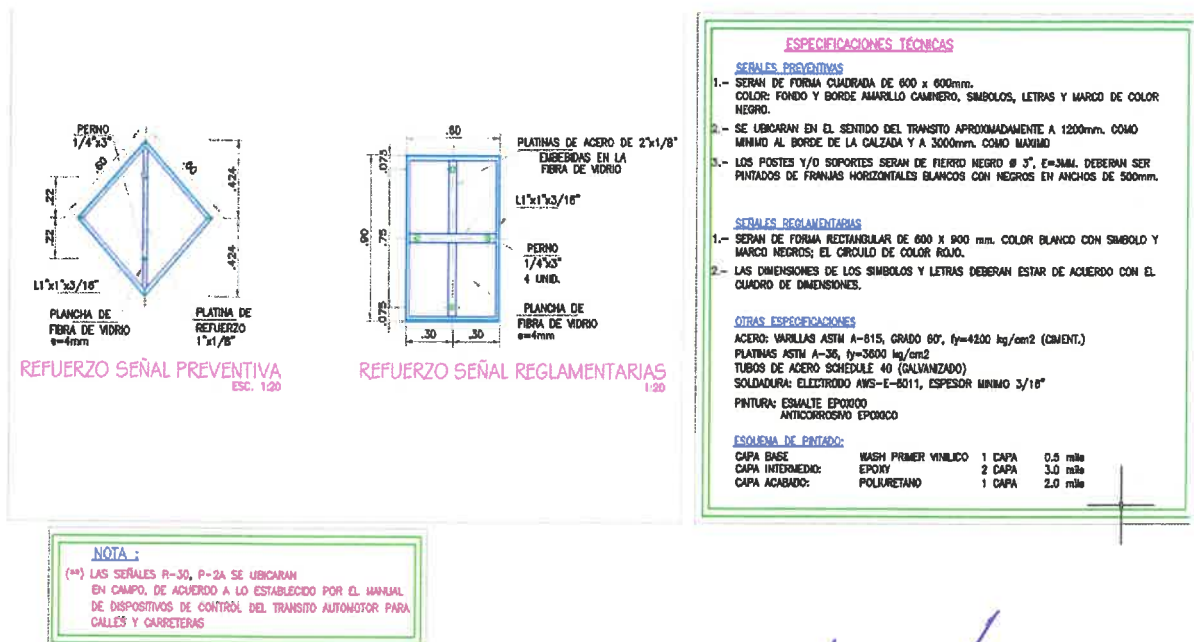 PERNO
1/4"x3"
.60
.60
.424
.22
.22
.424
L1"x1"x3/16"
PLANCHA DE
FIBRA DE VIDRIO
e=4mm
PLATINA DE
REFUERZO
1"x1/8"
REFUERZO SEÑAL PREVENTIVA
ESC. 1:20
.60
.075
.90
.75
.075
.30
.30
PLATINAS DE ACERO DE 2"x1/8"
EMBEBIDAS EN LA
FIBRA DE VIDRIO
L1"x1"x3/16"
PERNO
1/4"x3"
4 UNID.
PLANCHA DE
FIBRA DE VIDRIO
e=4mm
REFUERZO SEÑAL REGLAMENTARIAS
1:20
ESPECIFICACIONES TÉCNICAS
SEÑALES PREVENTIVAS
1.- SERAN DE FORMA CUADRADA DE 600 x 600mm.
COLOR: FONDO Y BORDE AMARILLO CAMINERO, SIMBOLOS, LETRAS Y MARCO DE COLOR
NEGRO.
2.- SE UBICARAN EN EL SENTIDO DEL TRANSITO APROXIMADAMENTE A 1200mm. COMO
MINIMO AL BORDE DE LA CALZADA Y A 3000mm. COMO MAXIMO
3.- LOS POSTES Y/O SOPORTES SERAN DE FIERRO NEGRO Ø 3", E=3MM. DEBERAN SER
PINTADOS DE FRANJAS HORIZONTALES BLANCOS CON NEGROS EN ANCHOS DE 500mm.
SEÑALES REGLAMENTARIAS
1.- SERAN DE FORMA RECTANGULAR DE 600 X 900 mm. COLOR BLANCO CON SIMBOLO Y
MARCO NEGROS; EL CIRCULO DE COLOR ROJO.
2.- LAS DIMENSIONES DE LOS SIMBOLOS Y LETRAS DEBERAN ESTAR DE ACUERDO CON EL
CUADRO DE DIMENSIONES.
OTRAS ESPECIFICACIONES
ACERO: VARILLAS ASTM A-615, GRADO 60', fy=4200 kg/cm2 (CIMENT.)
PLATINAS ASTM A-36, fy=3600 kg/cm2
TUBOS DE ACERO SCHEDULE 40 (GALVANIZADO)
SOLDADURA: ELECTRODO AWS-E-6011, ESPESOR MINIMO 3/16"
PINTURA: ESMALTE EPOXICO
ANTICORROSIVO EPOXICO
ESQUEMA DE PINTADO:
CAPA BASE WASH PRIMER VINILICO 1 CAPA 0.5 mils
CAPA INTERMEDIO: EPOXY 2 CAPA 3.0 mils
CAPA ACABADO: POLIURETANO 1 CAPA 2.0 mils
NOTA :
(**) LAS SEÑALES R-30, P-2A SE UBICARAN
EN CAMPO, DE ACUERDO A LO ESTABLECIDO POR EL MANUAL
DE DISPOSITIVOS DE CONTROL DEL TRANSITO AUTOMOTOR PARA
CALLES Y CARRETERAS